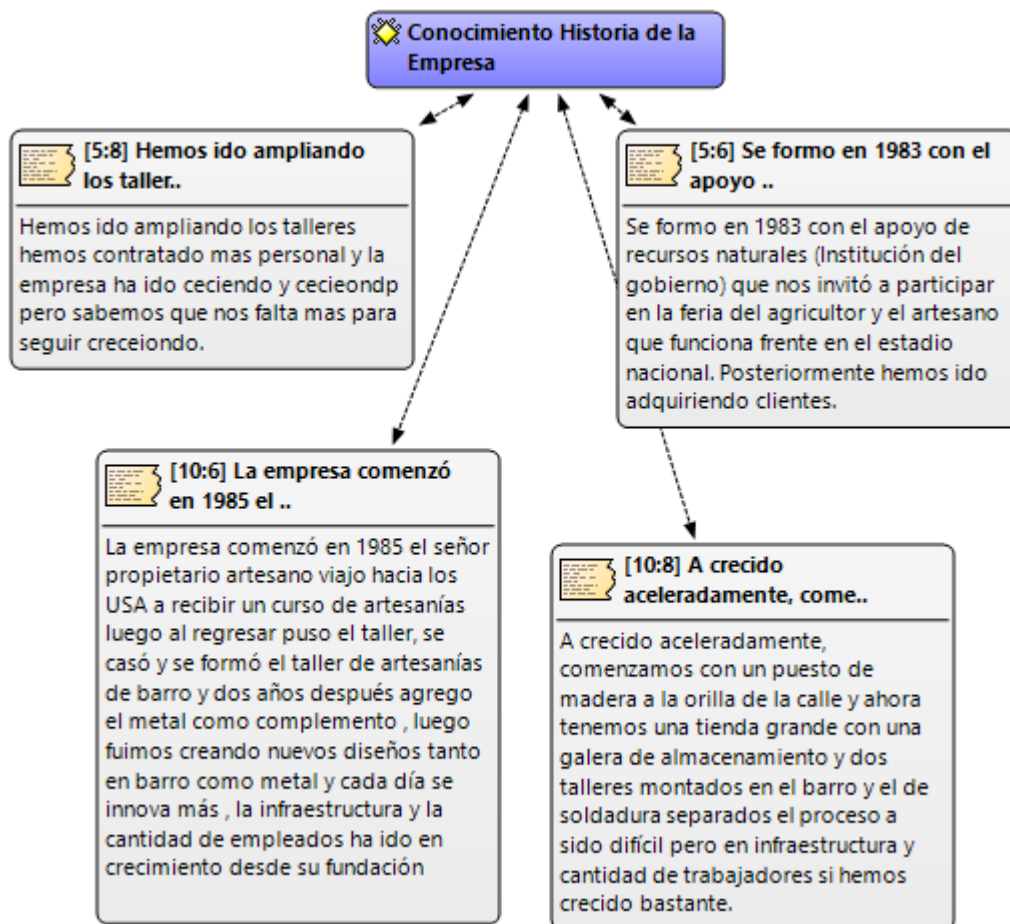 Conocimiento Historia de la
Empresa
[5:8] Hemos ido ampliando
los taller..
Hemos ido ampliando los talleres
hemos contratado mas personal y la
empresa ha ido ceciendo y cecieondp
pero sabemos que nos falta mas para
seguir creceiondo.
[5:6] Se formo en 1983 con el
apoyo ..
Se formo en 1983 con el apoyo de
recursos naturales (Institución del
gobierno) que nos invitó a participar
en la feria del agricultor y el artesano
que funciona frente en el estadio
nacional. Posteriormente hemos ido
adquiriendo clientes.
[10:6] La empresa comenzó
en 1985 el ..
La empresa comenzó en 1985 el señor
propietario artesano viajo hacia los
USA a recibir un curso de artesanías
luego al regresar puso el taller, se
casó y se formó el taller de artesanías
de barro y dos años después agrego
el metal como complemento , luego
fuimos creando nuevos diseños tanto
en barro como metal y cada día se
innova más , la infraestructura y la
cantidad de empleados ha ido en
crecimiento desde su fundación
[10:8] A crecido
aceleradamente, come..
A crecido aceleradamente,
comenzamos con un puesto de
madera a la orilla de la calle y ahora
tenemos una tienda grande con una
galera de almacenamiento y dos
talleres montados en el barro y el de
soldadura separados el proceso a
sido difícil pero en infraestructura y
cantidad de trabajadores si hemos
crecido bastante.